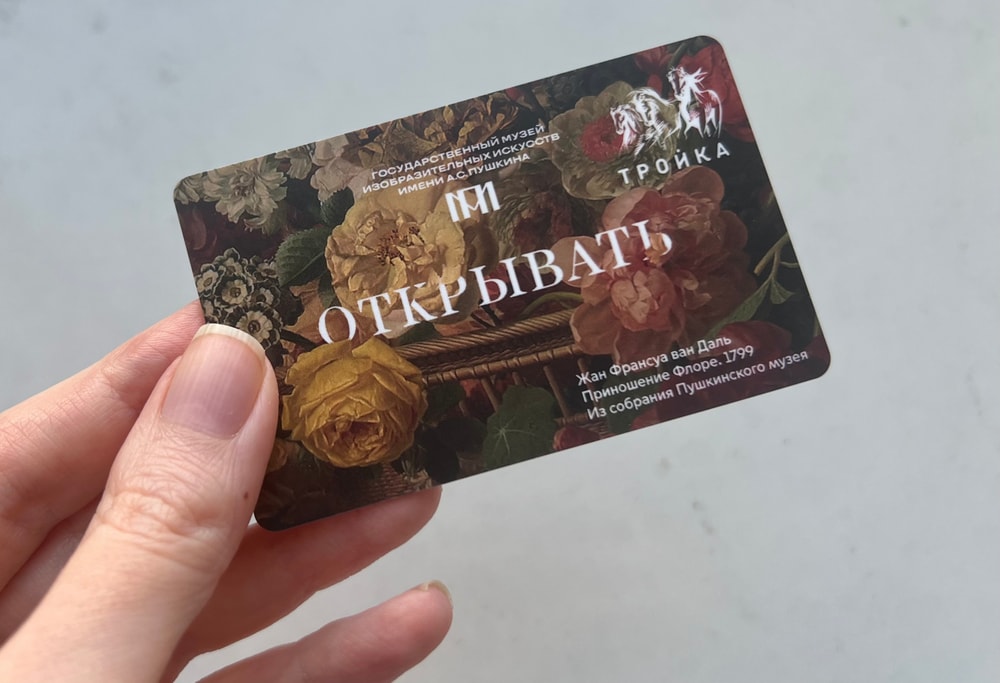 ГОСУДАРСТВЕННЫЙ МУЗЕЙ
ИЗОБРАЗИТЕЛЬНЫХ ИСКУССТВ
ИМЕНИ А.С.ПУШКИНА
ТРОЙКА
ОТКРЫВАТЬ
Жан Франсуа ван Даль
Приношение Флоре. 1799
Из собрания Пушкинского музея